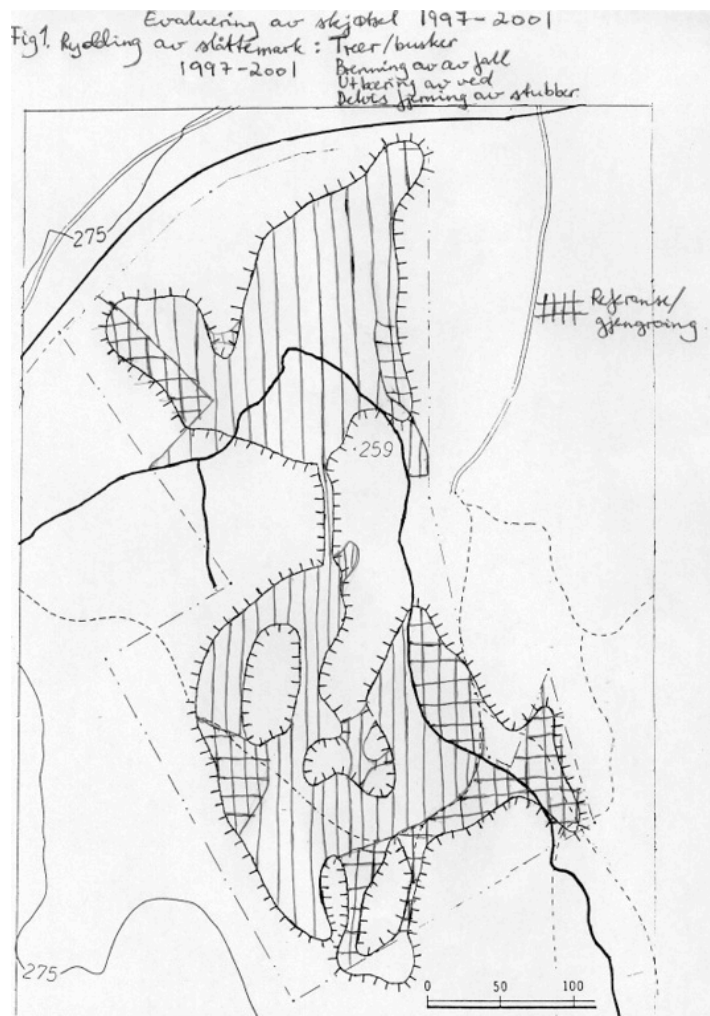 Evaluering av skjøtsel 1997-2001
Fig 1. Rydding av slåttemark : Trær/busker
1997-2001
Brenning av avfall
Utbæring av ved
Delvis fjerning av stubber
275
Referanse/
gjengroing
259
275
0 50 100